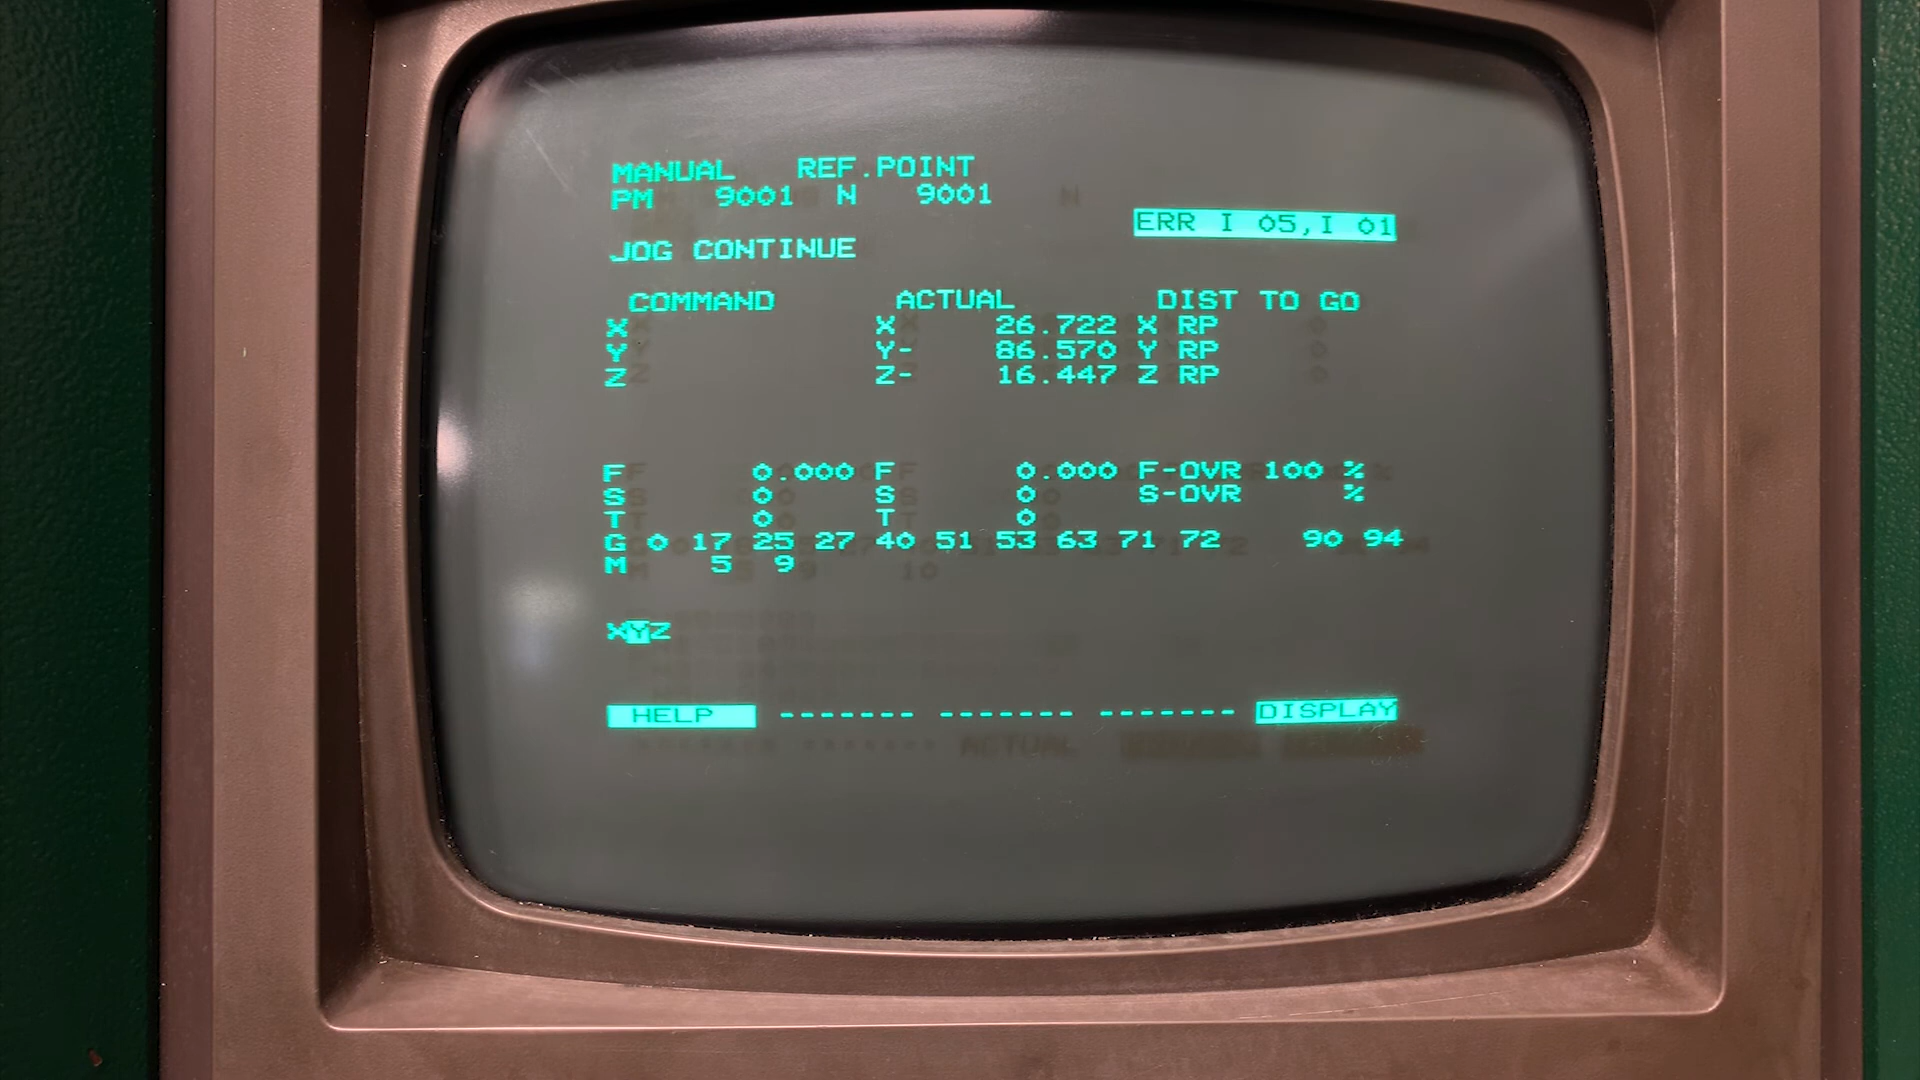 MANUAL REF.POINT
PM 9001 N 9001
ERR I 05,I 01
JOG CONTINUE
COMMAND ACTUAL DIST TO GO
X X 26.722 X RP
Y Y- 86.570 Y RP
Z Z- 16.447 Z RP
F 0.000 F 0.000 F-OVR 100 %
S 0 S 0 S-OVR %
T 0 T 0
G 0 17 25 27 40 51 53 63 71 72 90 94
M 5 9
XYZ
HELP ------- ------- ------- DISPLAY